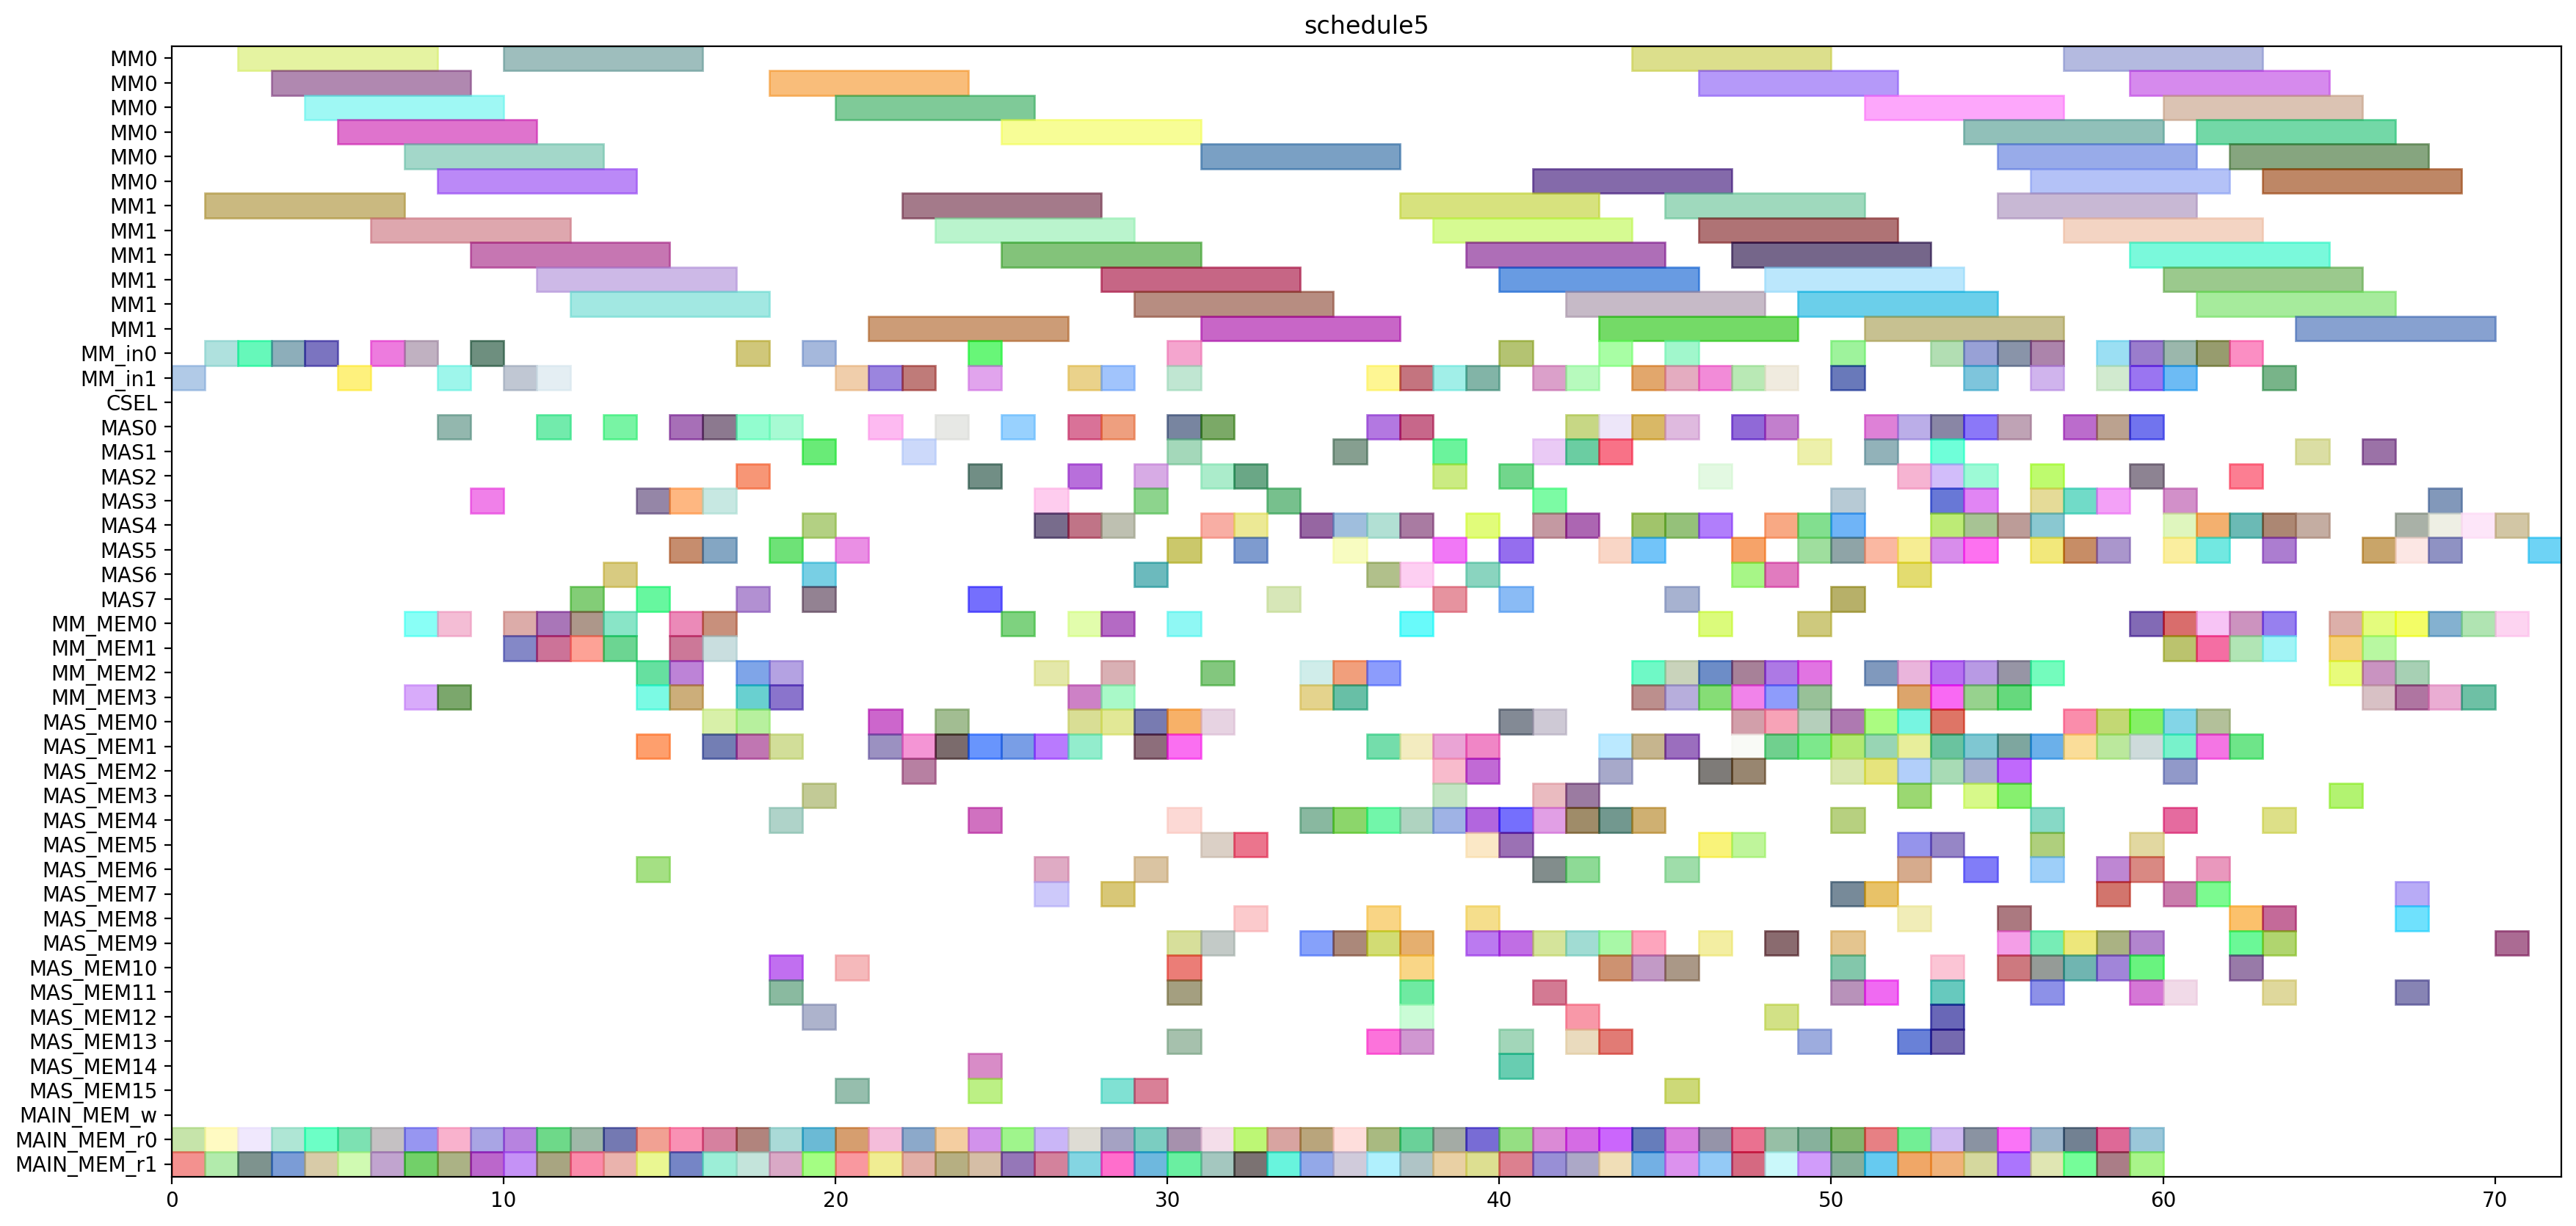 schedule5
MM0
MM0
MM0
MM0
MM0
MM0
MM1
MM1
MM1
MM1
MM1
MM1
MM_in0
MM_in1
CSEL
MAS0
MAS1
MAS2
MAS3
MAS4
MAS5
MAS6
MAS7
MM_MEM0
MM_MEM1
MM_MEM2
MM_MEM3
MAS_MEM0
MAS_MEM1
MAS_MEM2
MAS_MEM3
MAS_MEM4
MAS_MEM5
MAS_MEM6
MAS_MEM7
MAS_MEM8
MAS_MEM9
MAS_MEM10
MAS_MEM11
MAS_MEM12
MAS_MEM13
MAS_MEM14
MAS_MEM15
MAIN_MEM_w
MAIN_MEM_r0
MAIN_MEM_r1
0 10 20 30 40 50 60 70